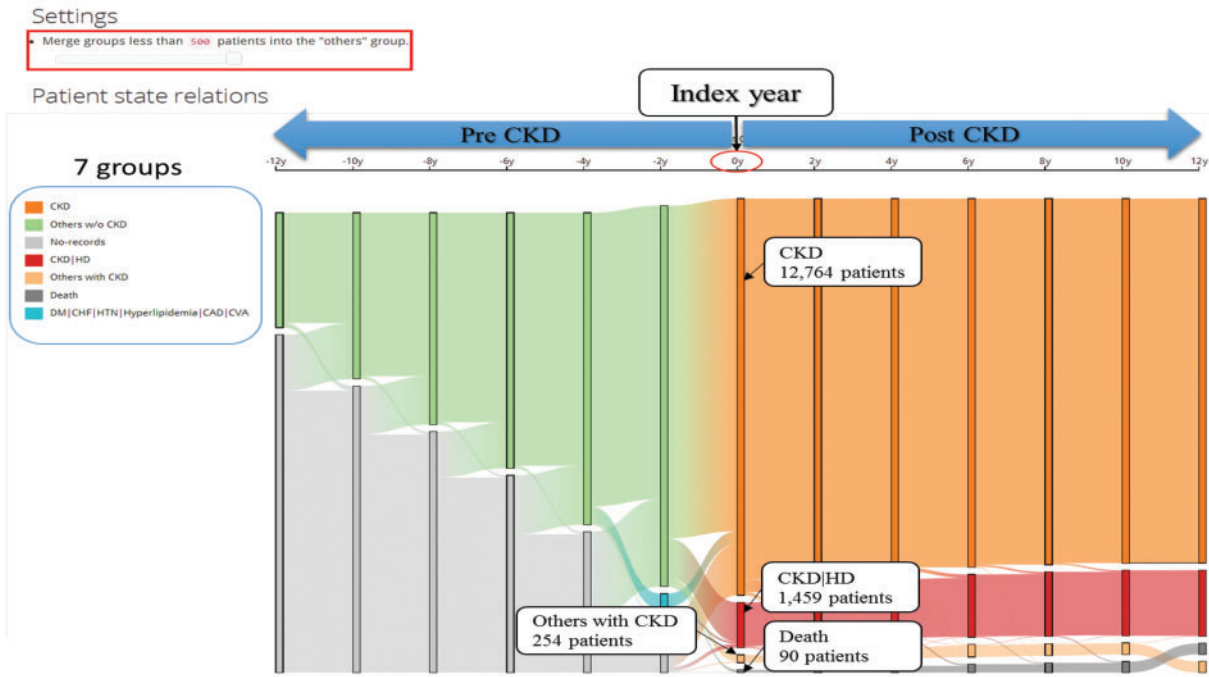 Settings
• Merge groups less than 500 patients into the "others" group.
Patient state relations
Index year
Pre CKD
Post CKD
-12y -10y -8y -6y -4y -2y 0y 2y 4y 6y 8y 10y 12y
7 groups
CKD
Others w/o CKD
No-records
CKD|HD
Others with CKD
Death
DM|CHF|HTN|Hyperlipidemia|CAD|CVA
CKD
12,764 patients
CKD|HD
1,459 patients
Others with CKD
254 patients
Death
90 patients